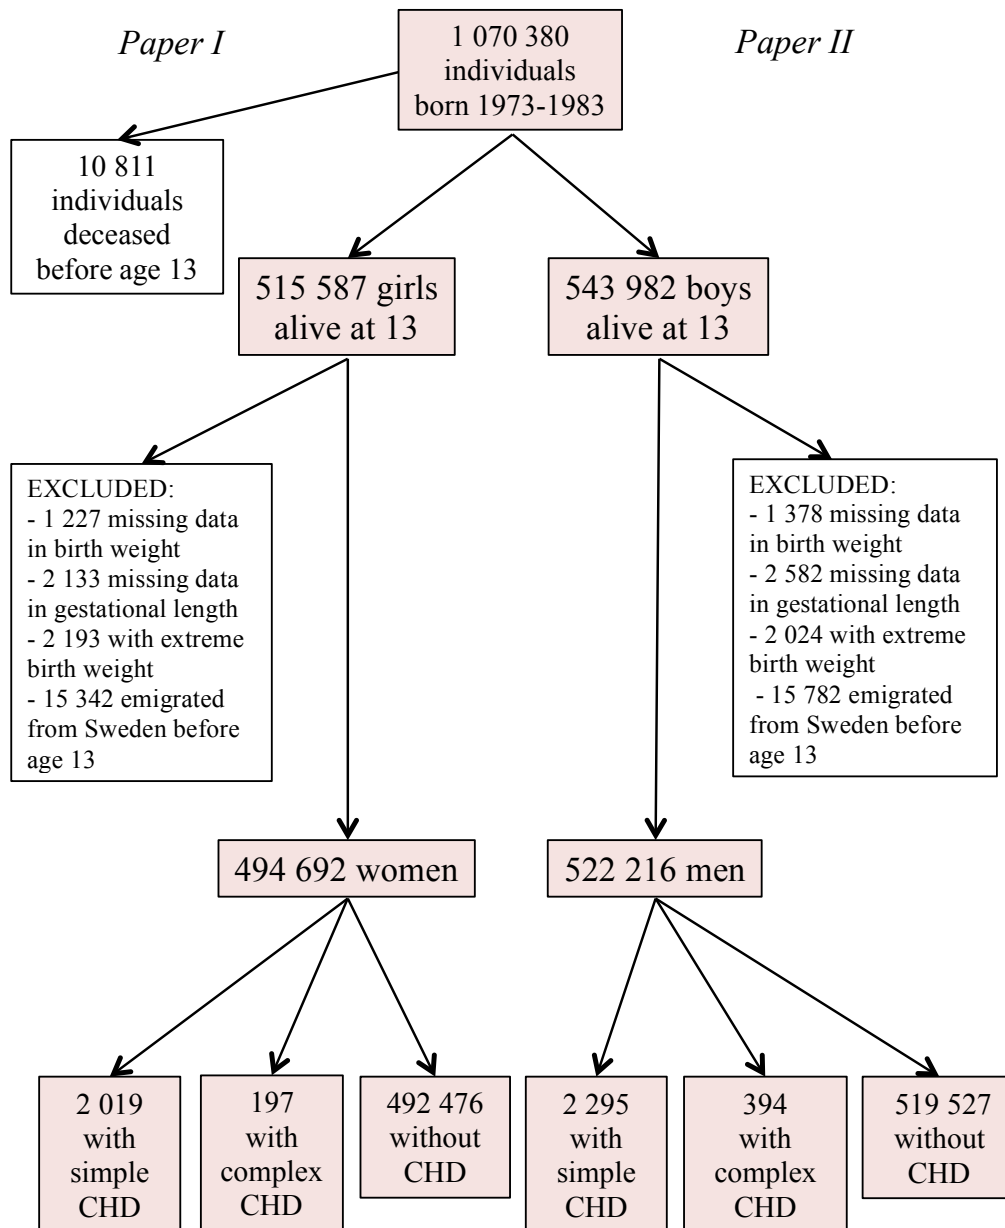 Paper I
1 070 380
individuals
born 1973-1983
Paper II
10 811
individuals
deceased
before age 13
515 587 girls
alive at 13
543 982 boys
alive at 13
EXCLUDED:
- 1 227 missing data
in birth weight
- 2 133 missing data
in gestational length
- 2 193 with extreme
birth weight
- 15 342 emigrated
from Sweden before
age 13
EXCLUDED:
- 1 378 missing data
in birth weight
- 2 582 missing data
in gestational length
- 2 024 with extreme
birth weight
- 15 782 emigrated
from Sweden before
age 13
494 692 women
522 216 men
2 019
with
simple
CHD
197
with
complex
CHD
492 476
without
CHD
2 295
with
simple
CHD
394
with
complex
CHD
519 527
without
CHD